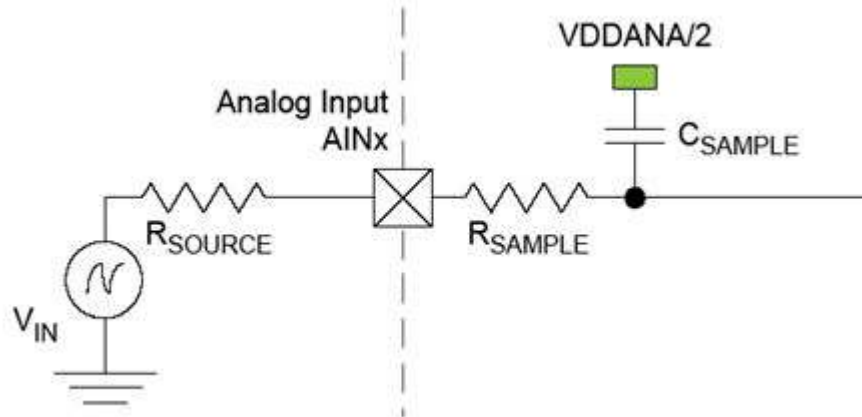 VDDANA/2
Analog Input
AINx
CSAMPLE
RSOURCE
RSAMPLE
VIN